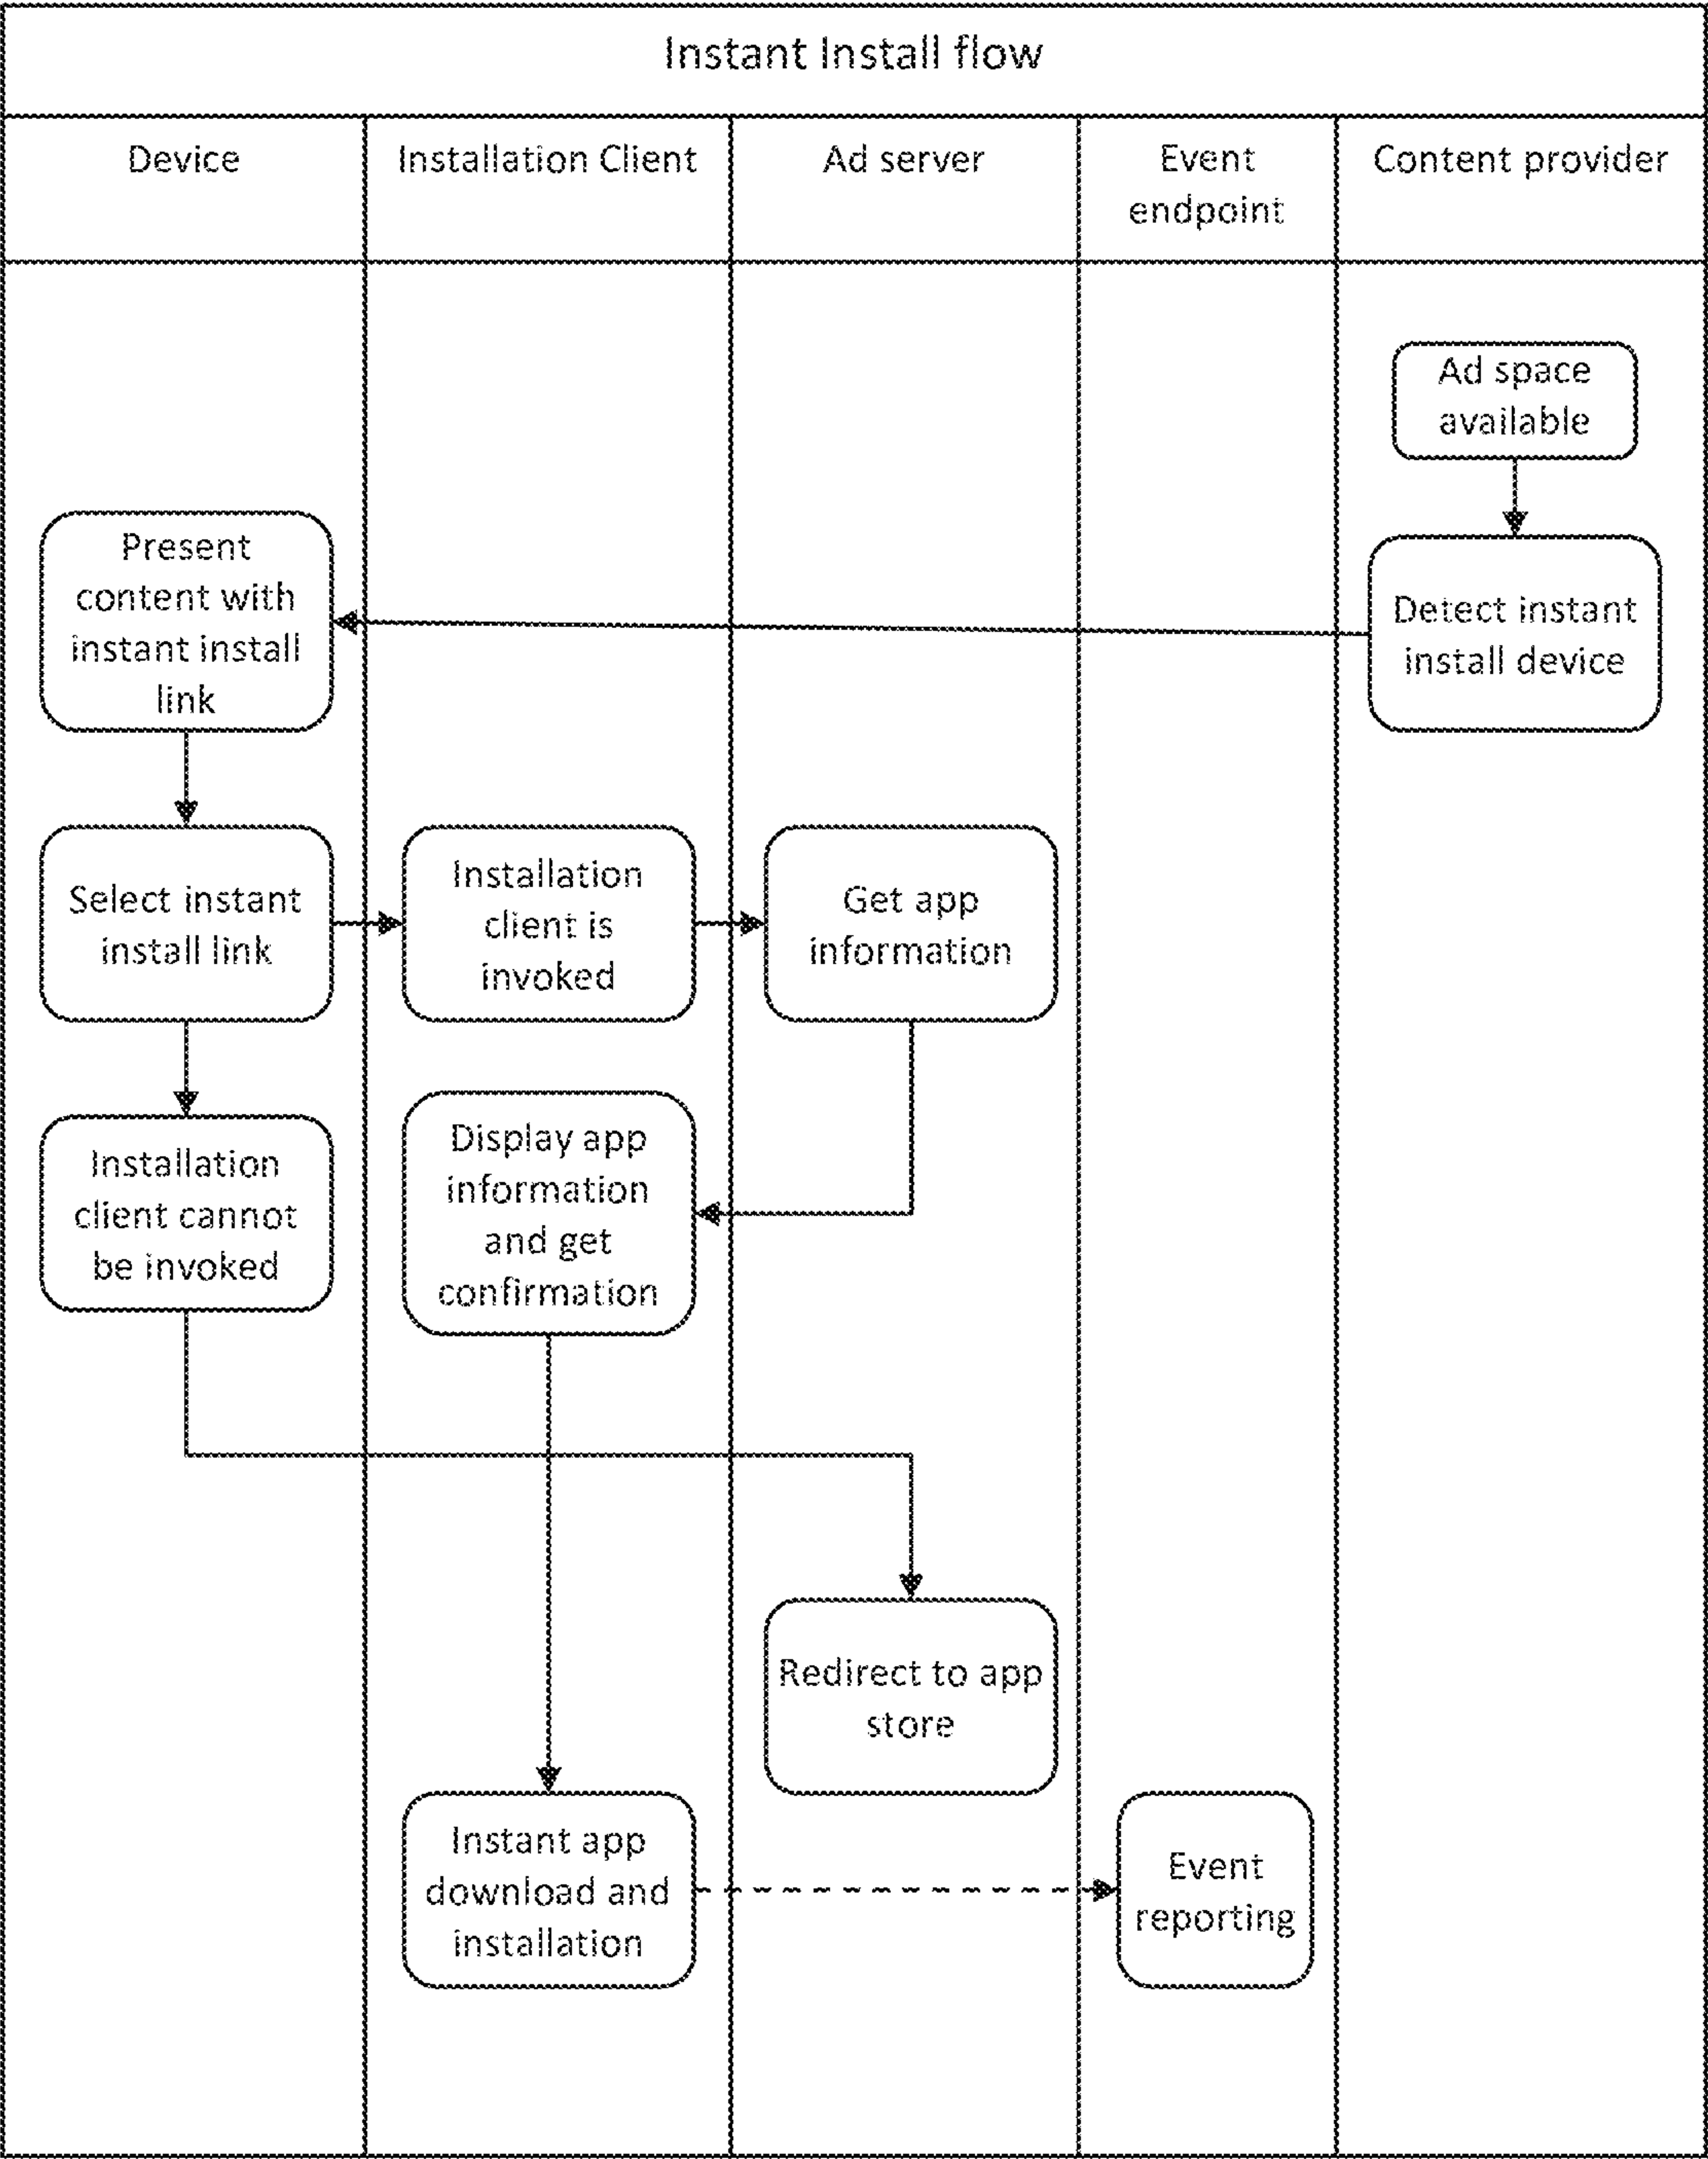 Instant Install flow
Device
Installation Client
Ad server
Event
endpoint
Content provider
Ad space
available
Detect instant
install device
Present
content with
instant install
link
Select instant
install link
Installation
client is
invoked
Get app
information
Installation
client cannot
be invoked
Display app
information
and get
confirmation
Redirect to app
store
Instant app
download and
installation
Event
reporting